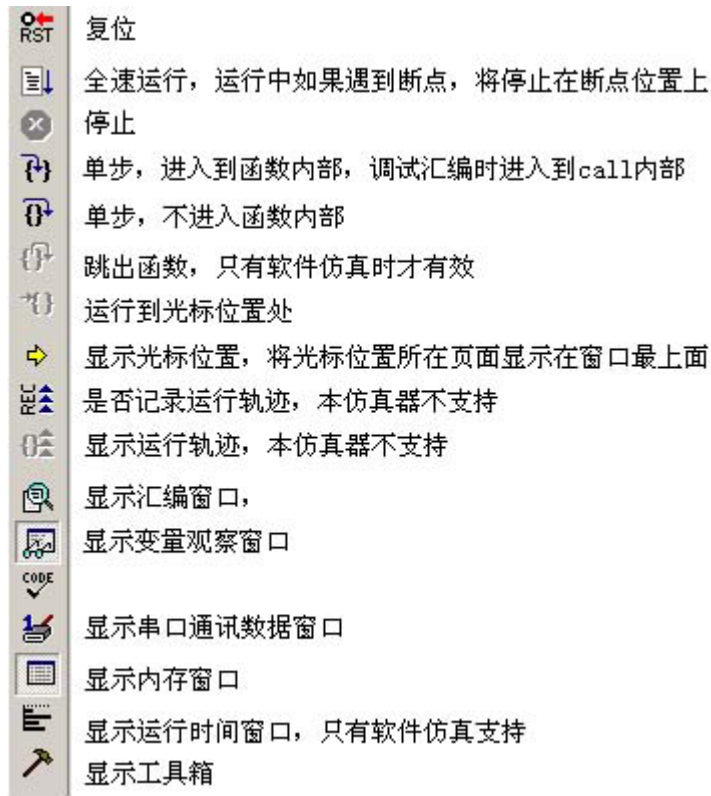 RST 复位
全速运行，运行中如果遇到断点，将停止在断点位置上
停止
{} 单步，进入到函数内部，调试汇编时进入到call内部
{} 单步，不进入函数内部
{} 跳出函数，只有软件仿真时才有效
{} 运行到光标位置处
显示光标位置，将光标位置所在页面显示在窗口最上面
REC 是否记录运行轨迹，本仿真器不支持
{} 显示运行轨迹，本仿真器不支持
显示汇编窗口，
显示变量观察窗口
CODE
1 显示串口通讯数据窗口
显示内存窗口
显示运行时间窗口，只有软件仿真支持
显示工具箱